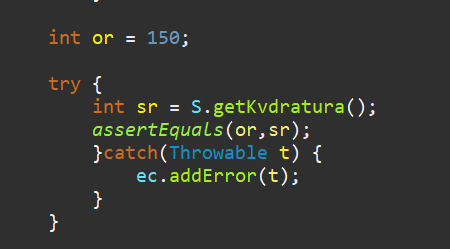 int or = 150;
try {
int sr = S.getKvdratura();
assertEquals(or,sr);
}catch(Throwable t) {
ec.addError(t);
}
}